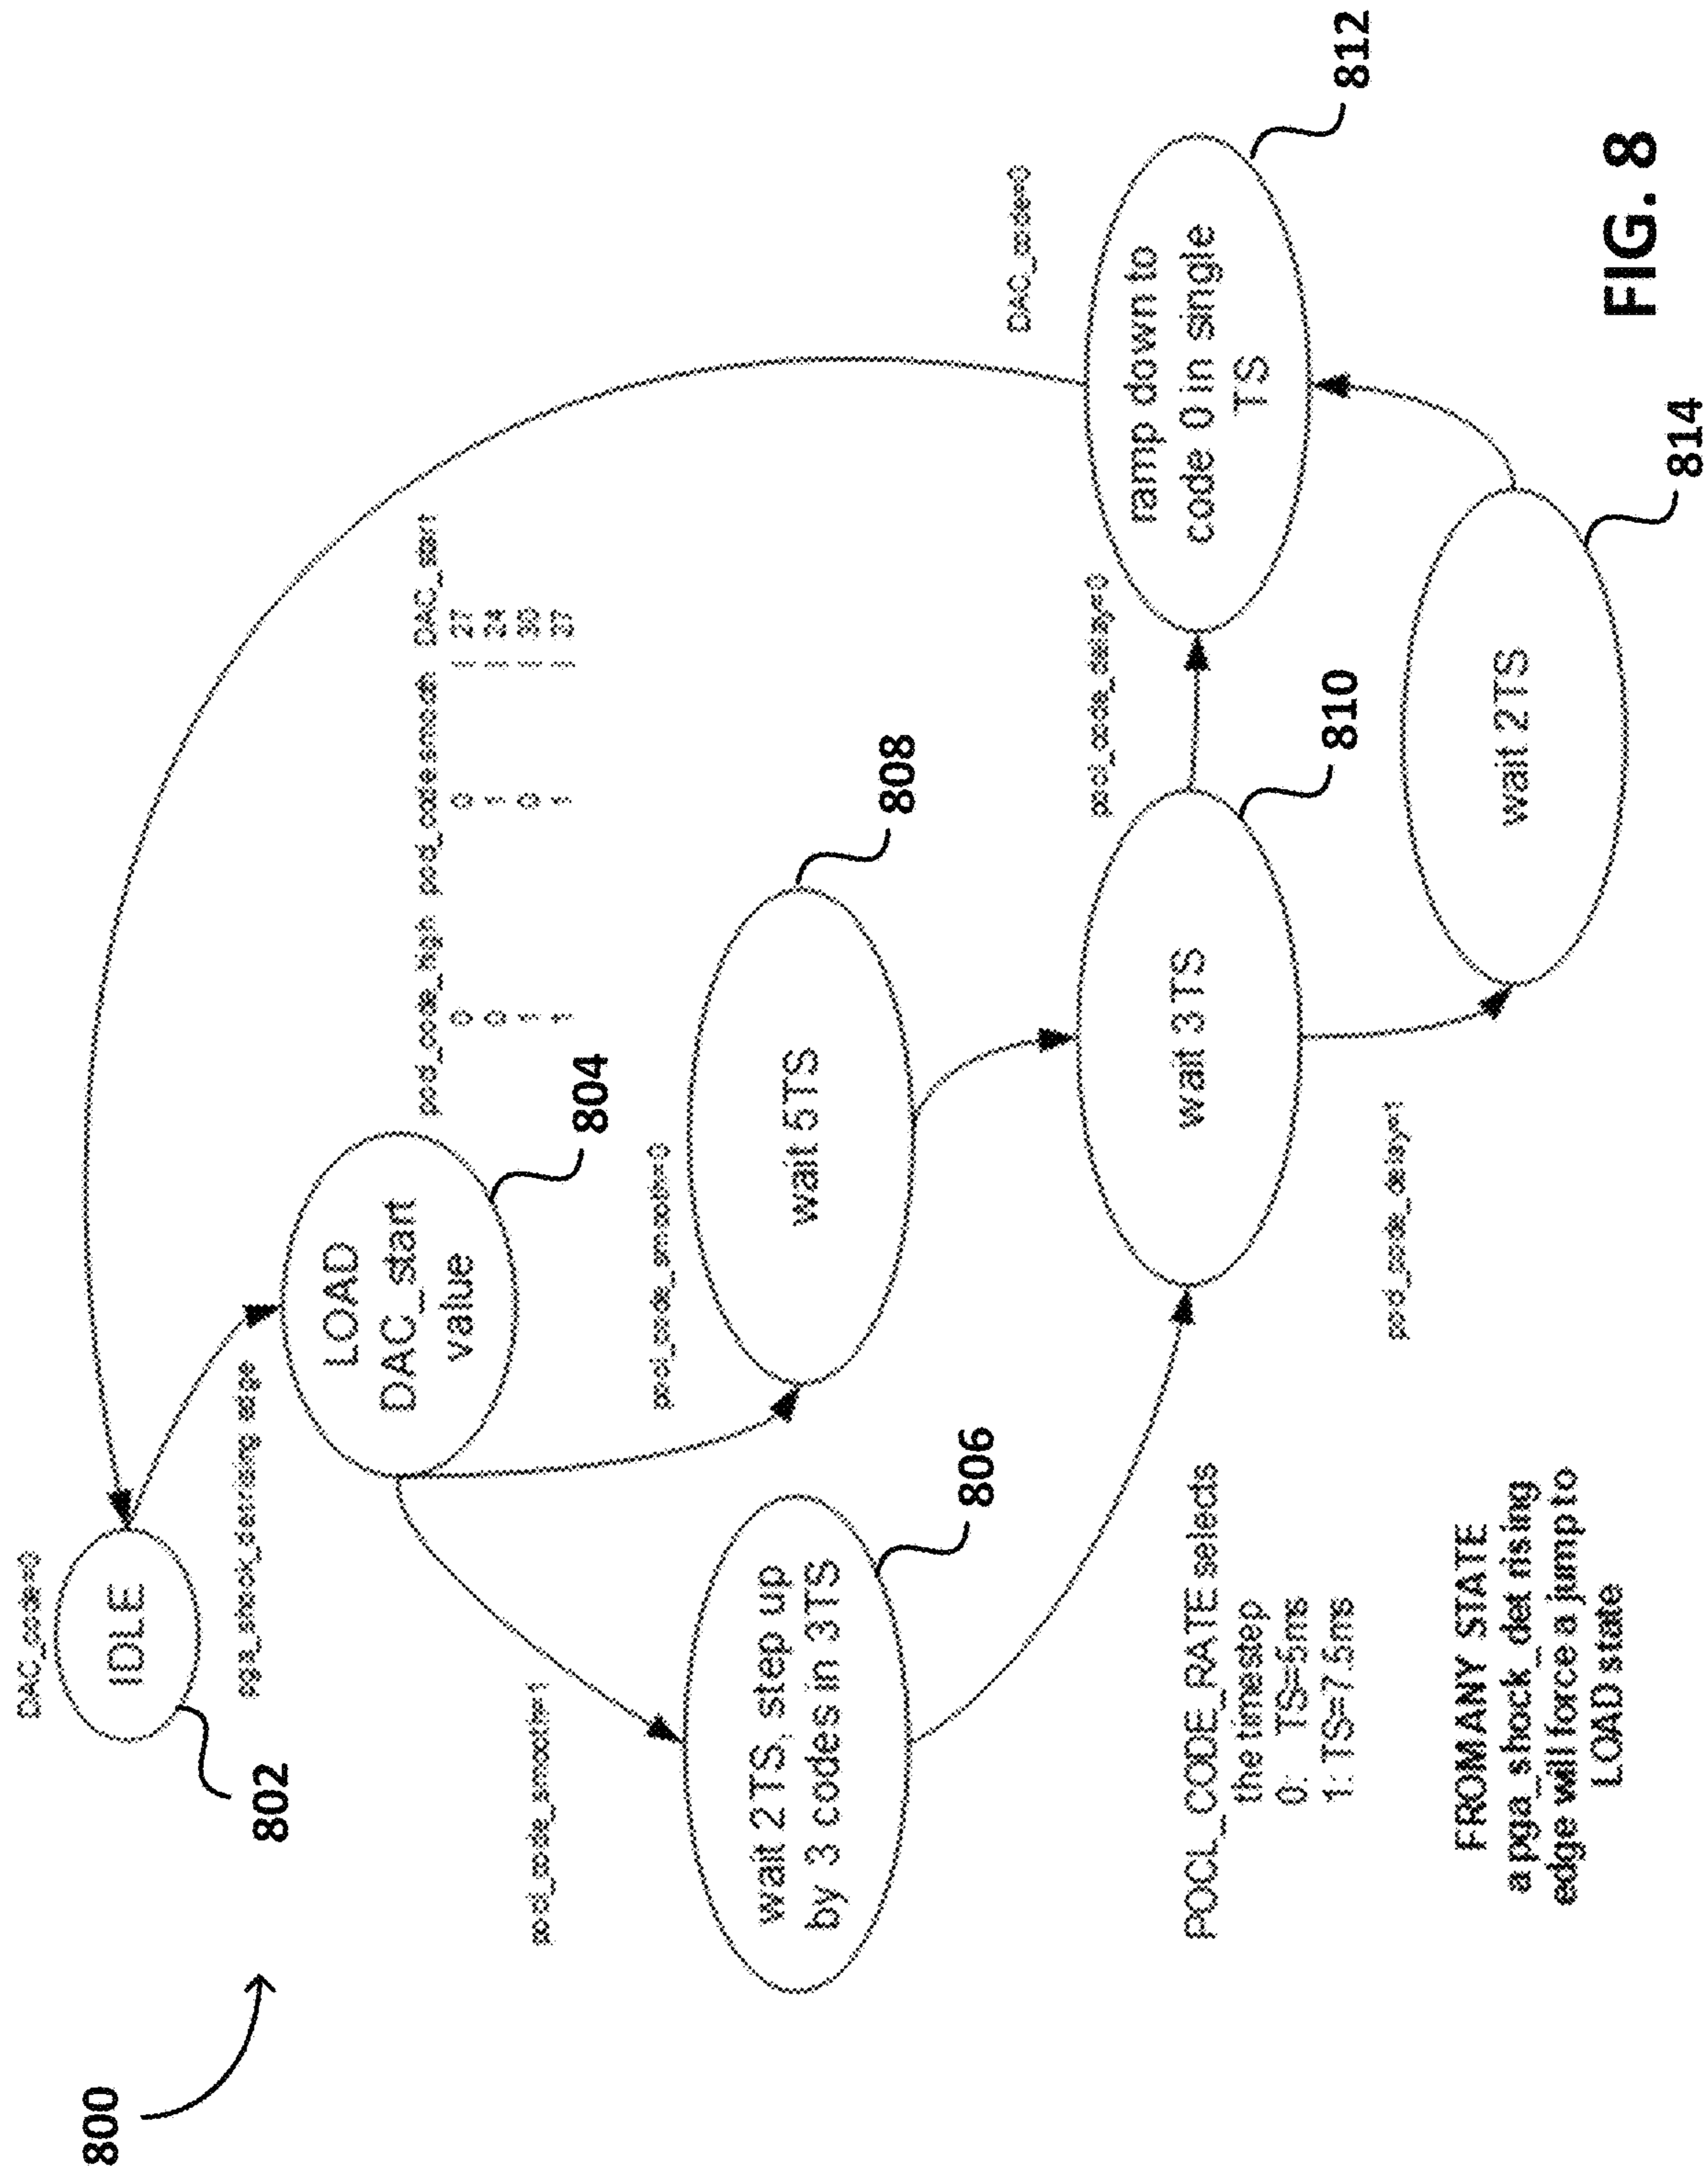 800
DAC_code=0
IDLE
802
pga_shock_det rising edge
LOAD
DAC_start
value
804
pocl_code_high pocl_code smooth DAC_start
0 0 | 27
0 1 | 24
1 0 | 30
1 1 | 27
pocl_code_smooth=1
wait 2TS, step up
by 3 codes in 3TS
806
pocl_code_smooth=0
wait 5TS
808
wait 3TS
810
pocl_code_delay=0
pocl_code_delay=1
DAC_code=0
ramp down to
code 0 in single
TS
812
wait 2TS
814
POCL_CODE_RATE selects
the timestep
0: TS=5ms
1: TS=7.5ms
FROM ANY STATE
a pga_shock_det rising
edge will force a jump to
LOAD state
FIG. 8